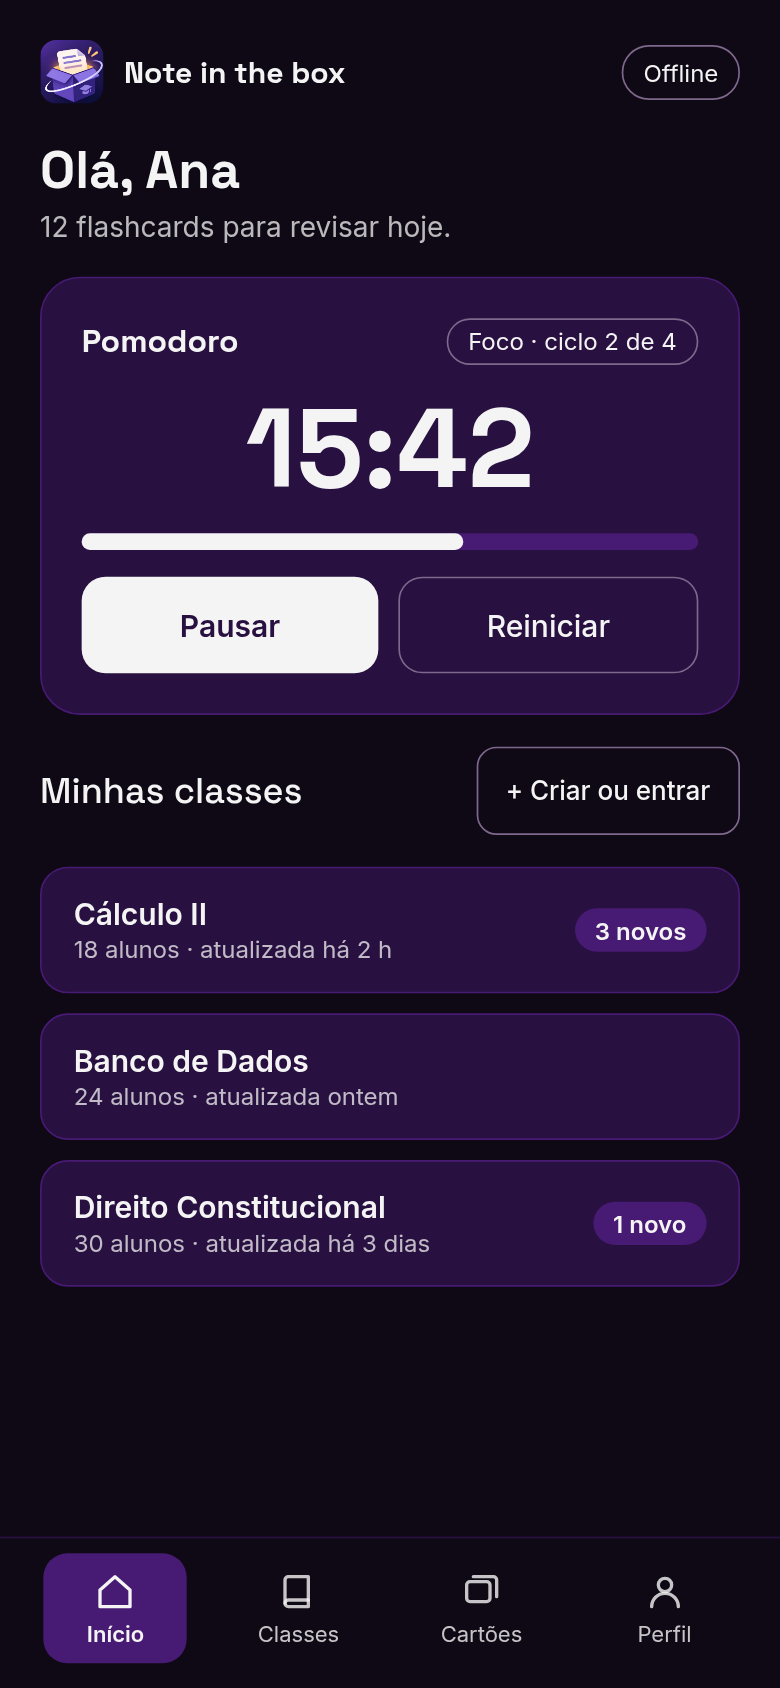 Note in the box
Offline
Olá, Ana
12 flashcards para revisar hoje.
Pomodoro
Foco · ciclo 2 de 4
15:42
Pausar
Reiniciar
Minhas classes
+ Criar ou entrar
Cálculo II
18 alunos · atualizada há 2 h
3 novos
Banco de Dados
24 alunos · atualizada ontem
Direito Constitucional
30 alunos · atualizada há 3 dias
1 novo
Início
Classes
Cartões
Perfil